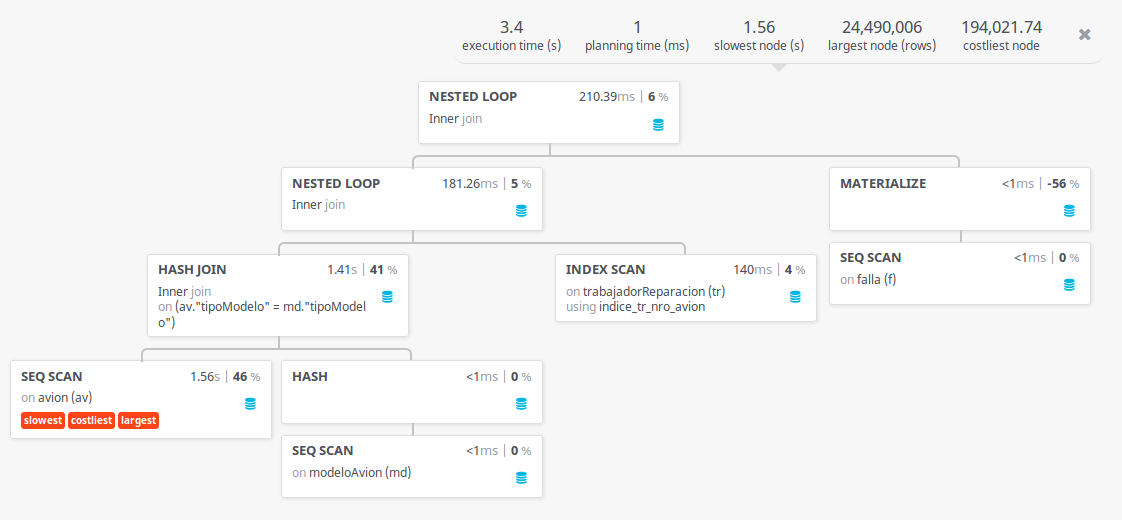 3.4 1 1.56 24,490,006 194,021.74
execution time (s) planning time (ms) slowest node (s) largest node (rows) costliest node
NESTED LOOP 210.39ms | 6 %
Inner join
NESTED LOOP 181.26ms | 5 %
Inner join
MATERIALIZE <1ms | -56 %
HASH JOIN 1.41s | 41 %
Inner join
on (av."tipoModelo" = md."tipoModel
o")
INDEX SCAN 140ms | 4 %
on trabajadorReparacion (tr)
using indice_tr_nro_avion
SEQ SCAN <1ms | 0 %
on falla (f)
SEQ SCAN 1.56s | 46 %
on avion (av)
slowest costliest largest
HASH <1ms | 0 %
SEQ SCAN <1ms | 0 %
on modeloAvion (md)